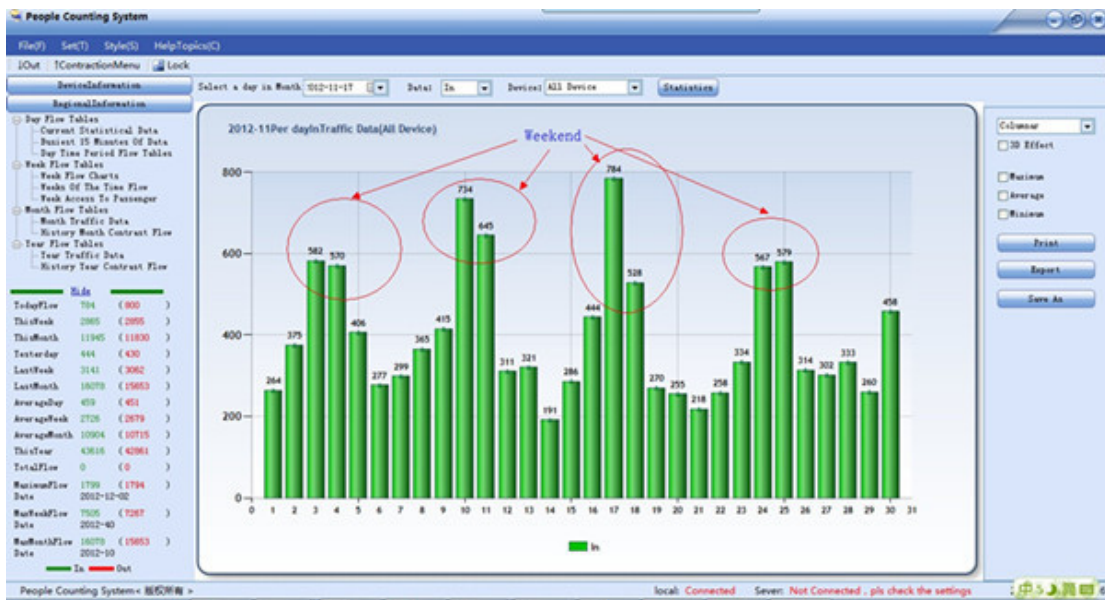 People Counting System
File(F) Set(T) Style(S) HelpTopics(C)
↓Out ↑ContractionMenu Lock
DeviceInformation
RegionalInformation
Day Flow Tables
Current Statistical Data
Busiest 15 Minutes Of Data
Day Time Period Flow Tables
Week Flow Tables
Week Flow Charts
Weeks Of The Time Flow
Week Access To Passenger
Month Flow Tables
Month Traffic Data
History Month Contrast Flow
Year Flow Tables
Year Traffic Data
History Year Contrast Flow
Hide
TodayFlow 784 (800 )
ThisWeek 2865 (2855 )
ThisMonth 11945 (11830 )
Yesterday 444 (430 )
LastWeek 3141 (3062 )
LastMonth 16078 (15853 )
AverageDay 459 (451 )
AverageWeek 2726 (2679 )
AverageMonth 10904 (10715 )
ThisYear 43616 (42861 )
TotalFlow 0 (0 )
MaximumFlow 1799 (1794 )
Date 2012-12-02
MaxWeekFlow 7505 (7267 )
Date 2012-40
MaxMonthFlow 16078 (15853 )
Date 2012-10
In Out
Select a day in Month 2012-11-17 Data: In Device: All Device Statistics
2012-11Per dayInTraffic Data(All Device)
Weekend
800
600
400
200
0
264 375 582 570 406 277 299 365 415 734 645 311 321 191 286 444 784 528 270 255 218 258 334 567 579 314 302 333 260 458
0 1 2 3 4 5 6 7 8 9 10 11 12 13 14 15 16 17 18 19 20 21 22 23 24 25 26 27 28 29 30 31
In
Columnar
3D Effect
Maximum
Average
Minimum
Print
Export
Save As
People Counting System< 版权所有 >
local: Connected Sever: Not Connected , pls check the settings
中 简